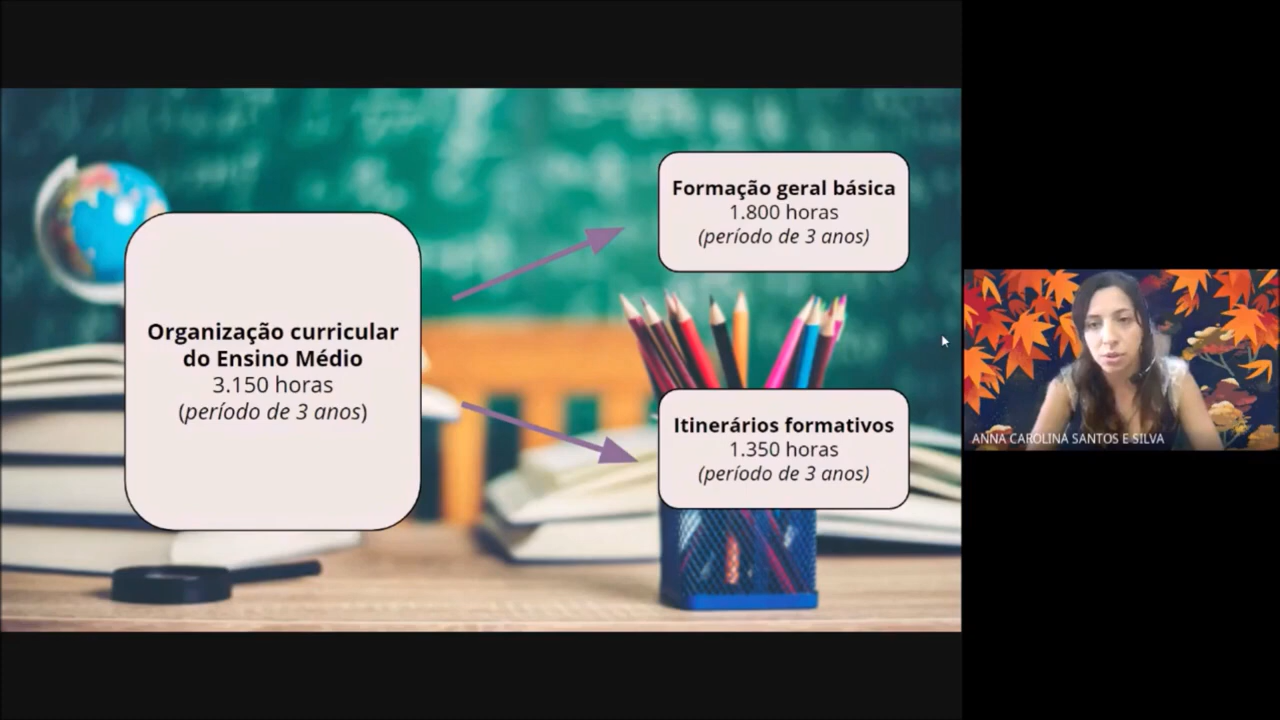 Organização curricular
do Ensino Médio
3.150 horas
(período de 3 anos)
Formação geral básica
1.800 horas
(período de 3 anos)
Itinerários formativos
1.350 horas
(período de 3 anos)
ANNA CAROLINA SANTOS E SILVA